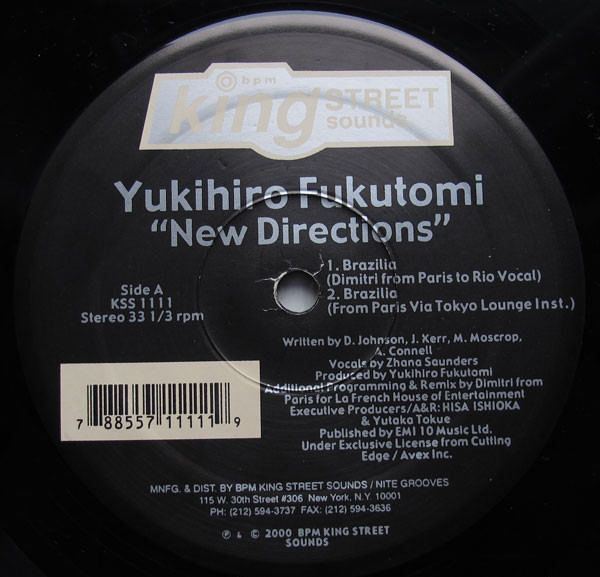 bpm
king STREET
sounds
Yukihiro Fukutomi
“New Directions”
1. Brazilia
(Dimitri from Paris to Rio Vocal)
2. Brazilia
(From Paris Via Tokyo Lounge Inst.)
Side A
KSS 1111
Stereo 33 1/3 rpm
Written by D. Johnson, J. Kerr, M. Moscrop,
A. Connell
Vocals by Zhana Saunders
Produced by Yukihiro Fukutomi
Additional Programming & Remix by Dimitri from
Paris for La French House of Entertainment
Executive Producers/A&R: HISA ISHIOKA
& Yutaka Tokue
Published by EMI 10 Music Ltd.
Under Exclusive License from Cutting
Edge / Avex Inc.
7 88557 11111 9
MNFG. & DIST. BY BPM KING STREET SOUNDS / NITE GROOVES
115 W. 30th Street #306 New York, N.Y. 10001
PH: (212) 594-3737 FAX: (212) 594-3636
℗ & © 2000 BPM KING STREET
SOUNDS